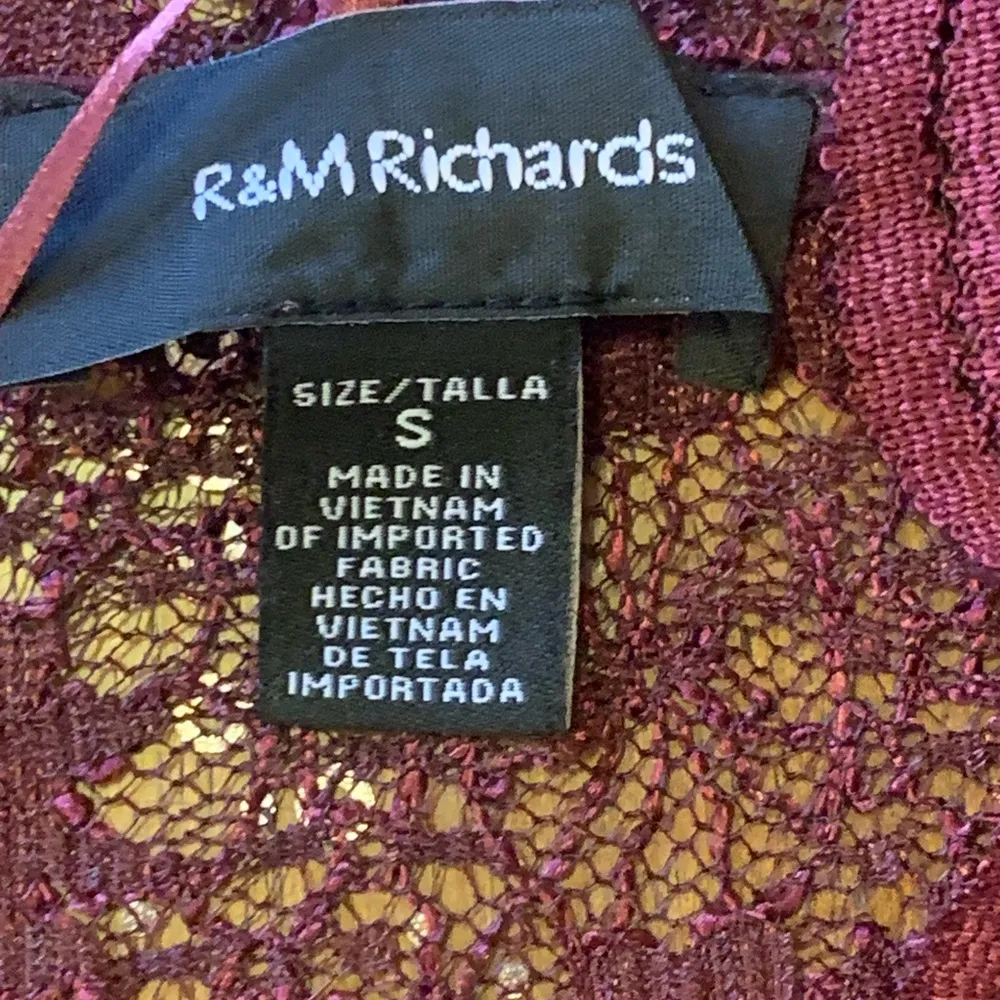 R&M Richards
SIZE/TALLA
S
MADE IN
VIETNAM
OF IMPORTED
FABRIC
HECHO EN
VIETNAM
DE TELA
IMPORTADA